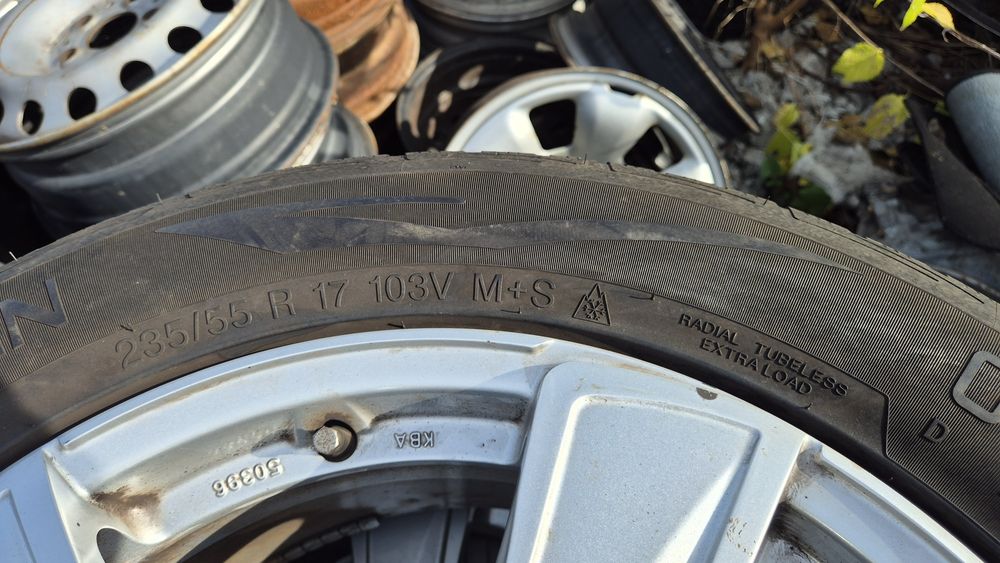 235/55 R 17 103V M+S
RADIAL TUBELESS
EXTRA LOAD
D
KBA
50396